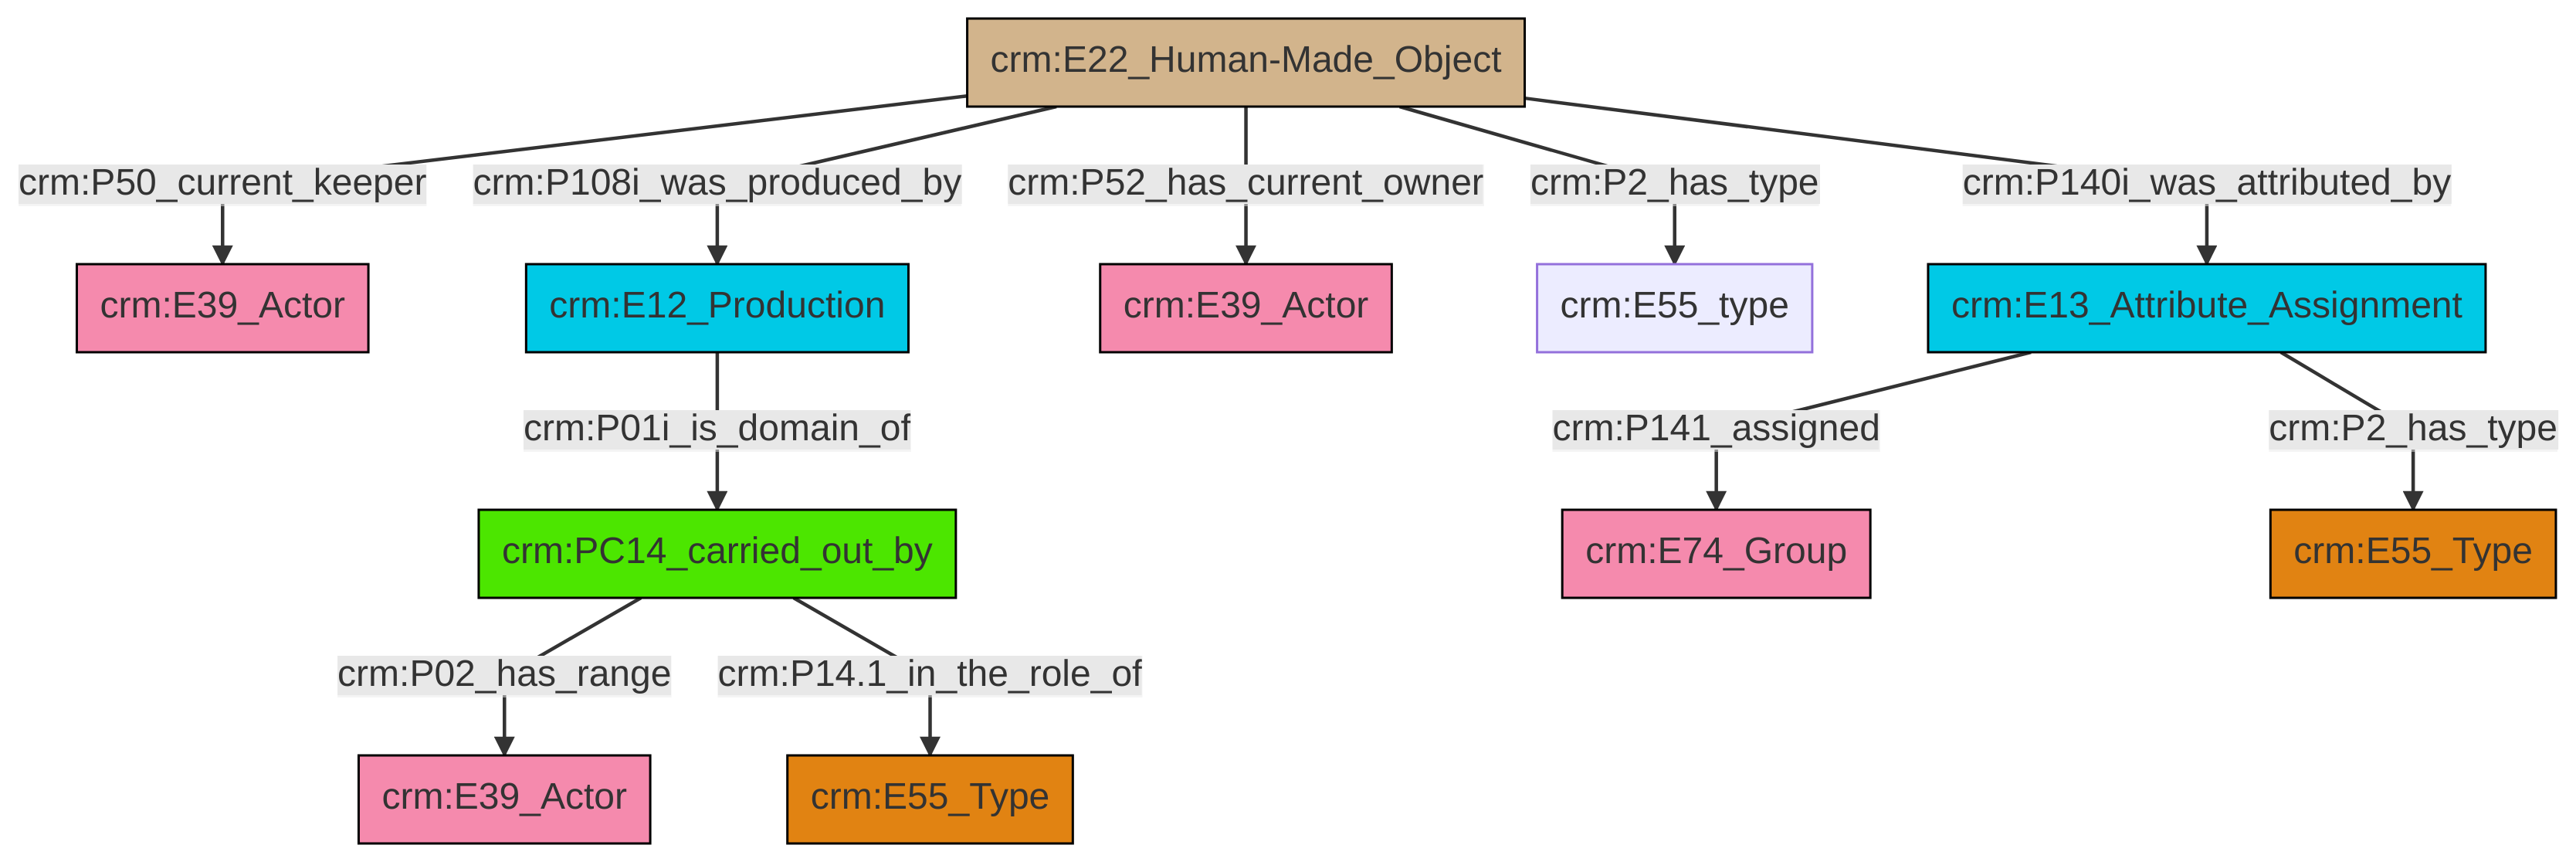 crm:E22_Human-Made_Object
crm:P50_current_keeper
crm:P108i_was_produced_by
crm:P52_has_current_owner
crm:P2_has_type
crm:P140i_was_attributed_by
crm:E39_Actor
crm:E12_Production
crm:E39_Actor
crm:E55_type
crm:E13_Attribute_Assignment
crm:P01i_is_domain_of
crm:P141_assigned
crm:P2_has_type
crm:PC14_carried_out_by
crm:E74_Group
crm:E55_Type
crm:P02_has_range
crm:P14.1_in_the_role_of
crm:E39_Actor
crm:E55_Type